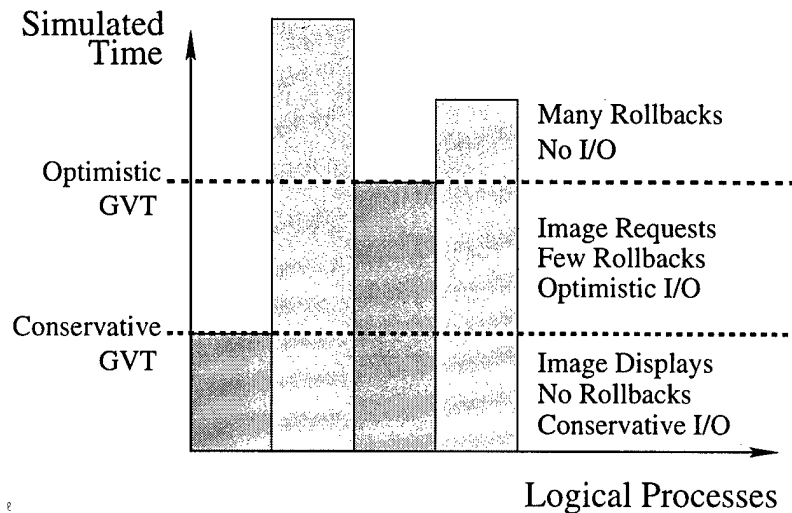 Simulated
Time
Many Rollbacks
No I/O
Optimistic
GVT
Image Requests
Few Rollbacks
Optimistic I/O
Conservative
GVT
Image Displays
No Rollbacks
Conservative I/O
Logical Processes